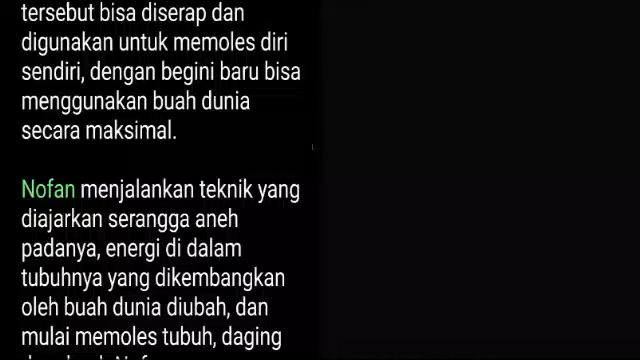 tersebut bisa diserap dan
digunakan untuk memoles diri
sendiri, dengan begini baru bisa
menggunakan buah dunia
secara maksimal.
Nofan menjalankan teknik yang
diajarkan serangga aneh
padanya, energi di dalam
tubuhnya yang dikembangkan
oleh buah dunia diubah, dan
mulai memoles tubuh, daging